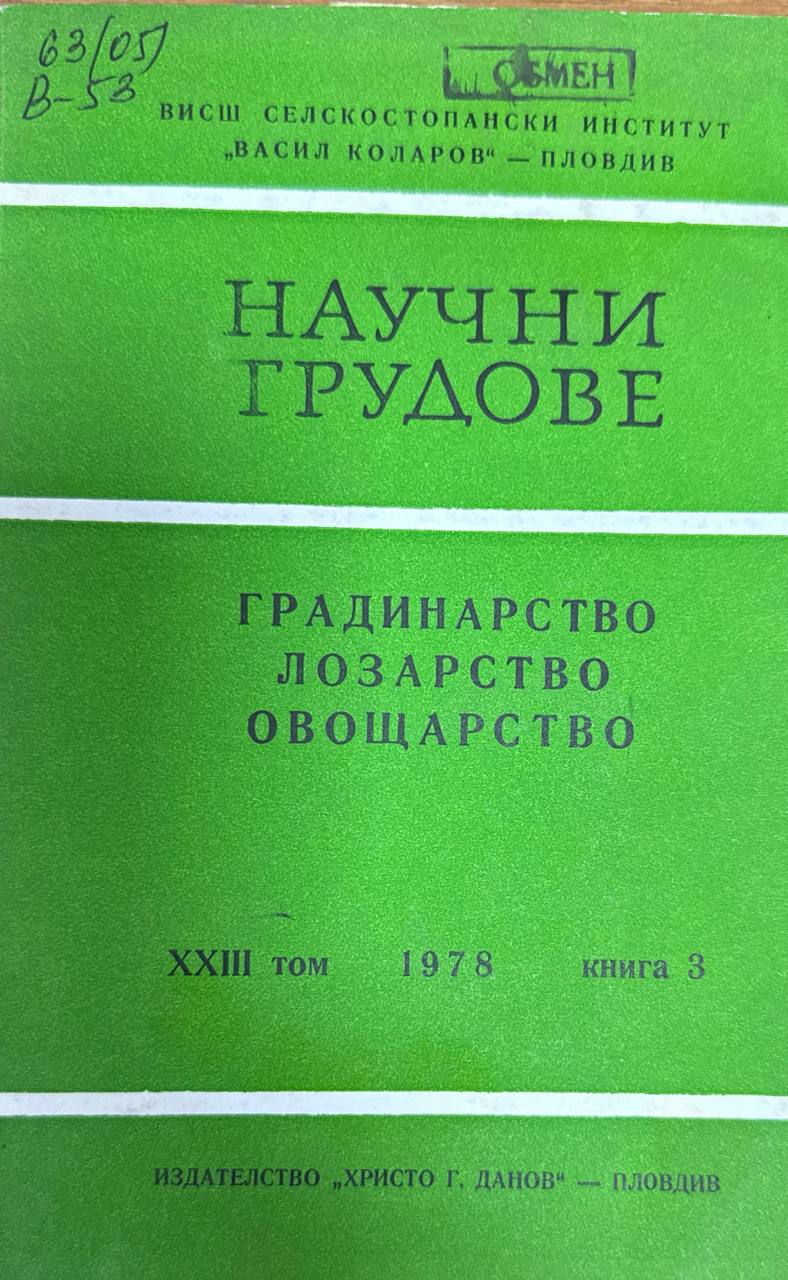 63(05)
В-53
ОБМЕН
ВИСШ СЕЛСКОСТОПАНСКИ ИНСТИТУТ
„ВАСИЛ КОЛАРОВ“ — ПЛОВДИВ
НАУЧНИ
ТРУДОВЕ
ГРАДИНАРСТВО
ЛОЗАРСТВО
ОВОЩАРСТВО
XXIII том 1978 книга 3
ИЗДАТЕЛСТВО „ХРИСТО Г. ДАНОВ“ — ПЛОВДИВ